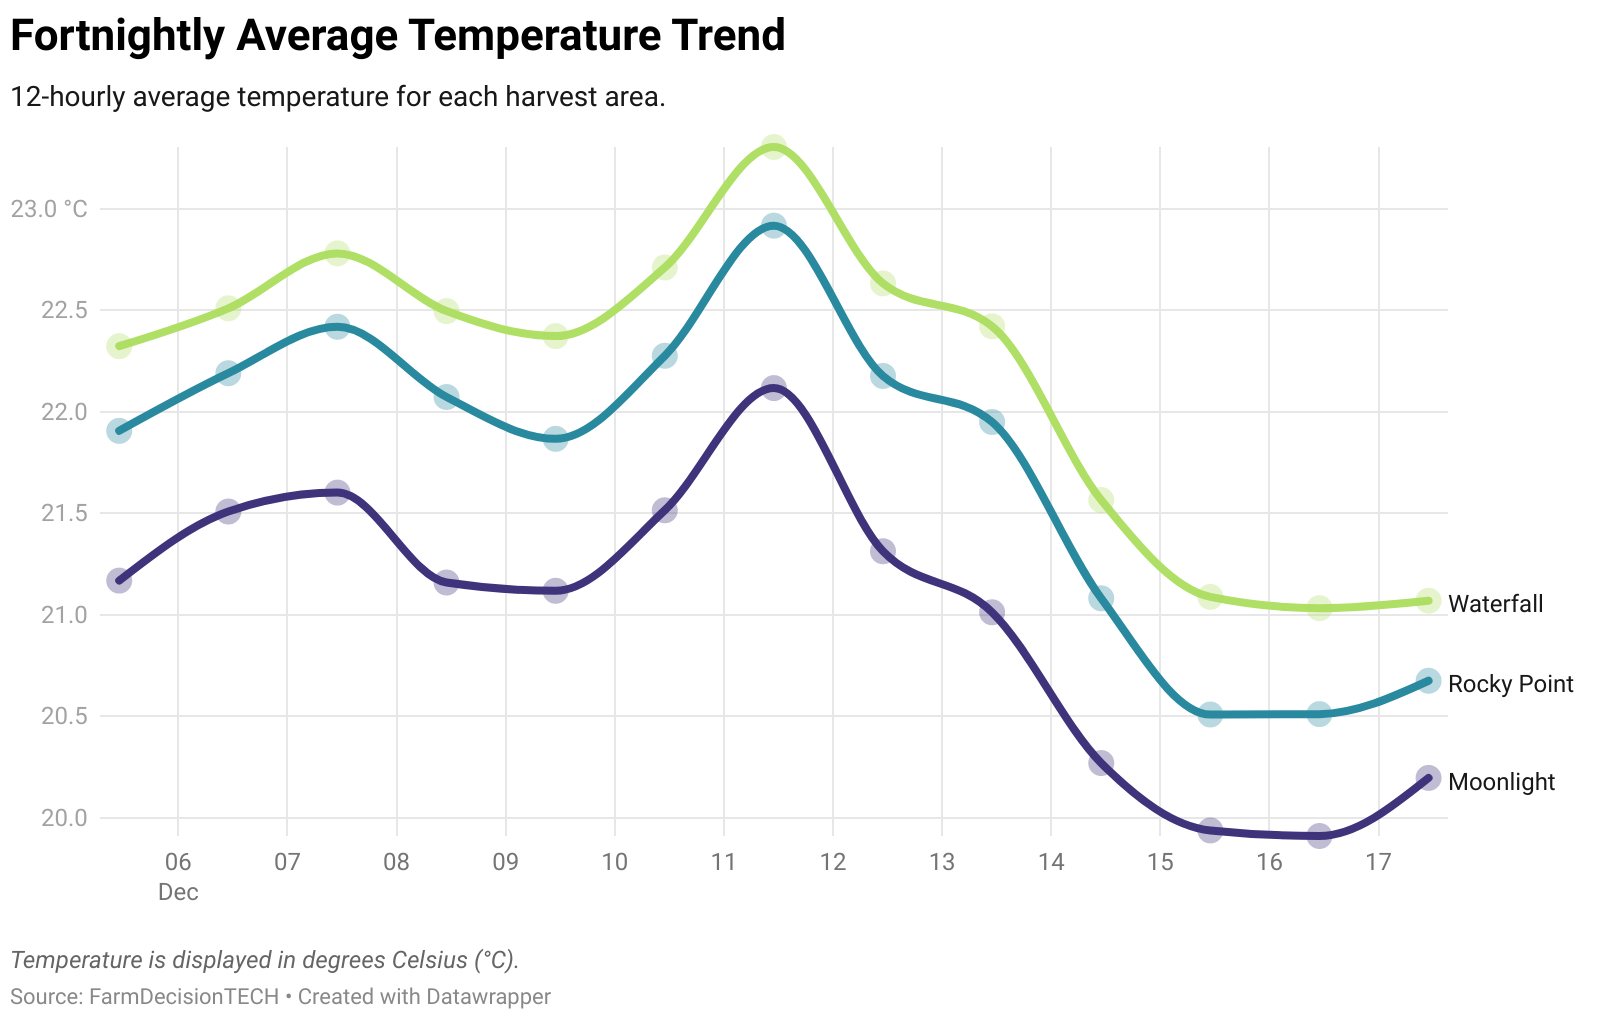 Fortnightly Average Temperature Trend
12-hourly average temperature for each harvest area.
23.0 °C
22.5
22.0
21.5
21.0
20.5
20.0
Waterfall
Rocky Point
Moonlight
06 07 08 09 10 11 12 13 14 15 16 17
Dec
Temperature is displayed in degrees Celsius (°C).
Source: FarmDecisionTECH • Created with Datawrapper